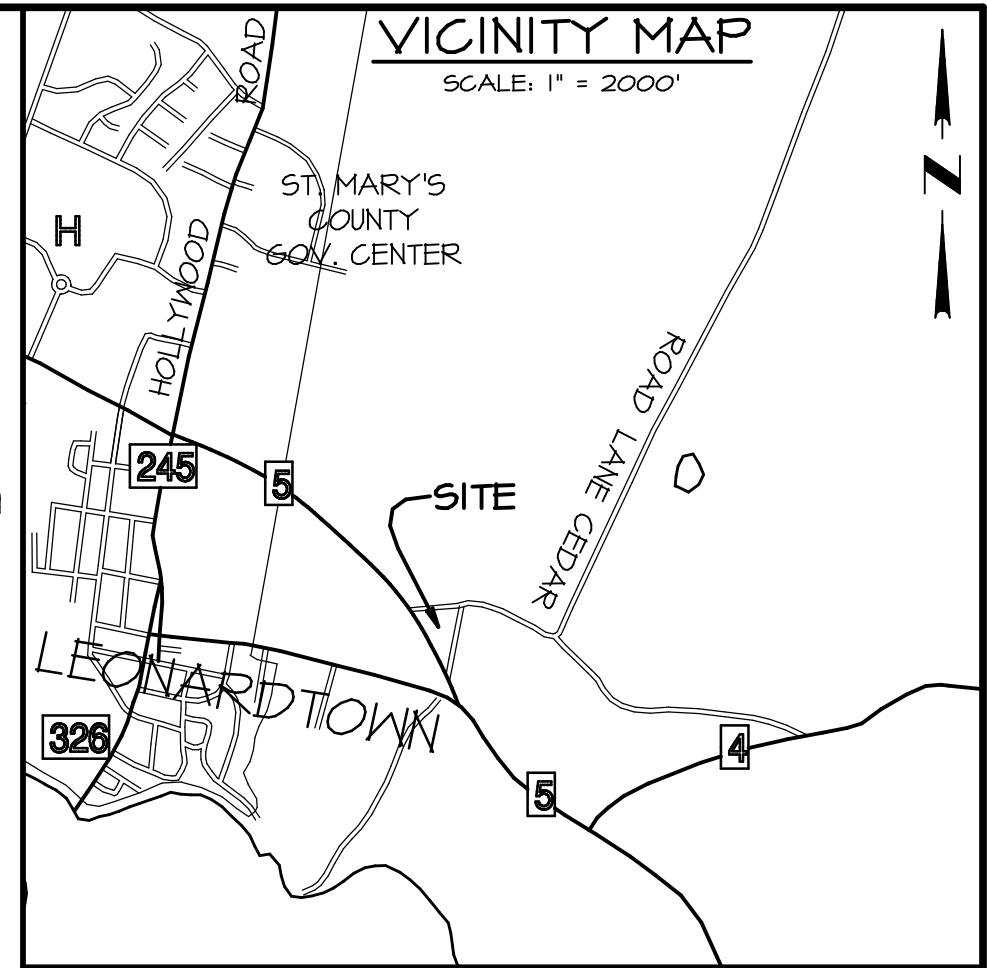 VICINITY MAP
SCALE: 1" = 2000'
N
ROAD
ST. MARY'S
COUNTY
GOV. CENTER
H
HOLLYWOOD
ROAD LANE CEDAR
245
5
SITE
LEONARDTOWN
326
4
5